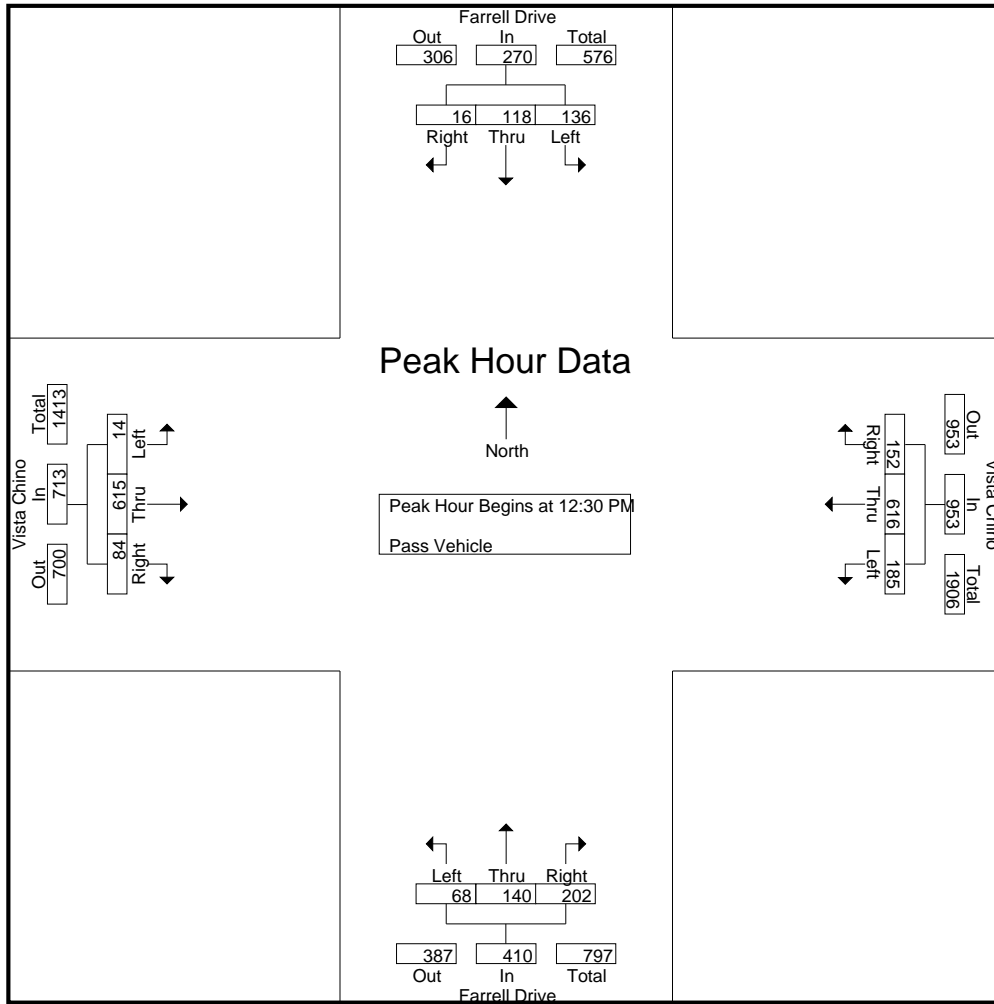 Farrell Drive
Out In Total
306 270 576
16 118 136
Right Thru Left
Peak Hour Data
North
Peak Hour Begins at 12:30 PM
Pass Vehicle
Vista Chino
Total In Out
1413 713 700
14 615 84
Left Thru Right
Vista Chino
Out In Total
953 953 1906
152 616 185
Right Thru Left
Left Thru Right
68 140 202
387 410 797
Out In Total
Farrell Drive